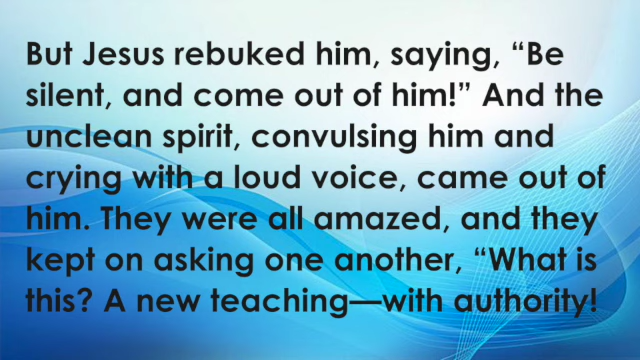 But Jesus rebuked him, saying, “Be
silent, and come out of him!” And the
unclean spirit, convulsing him and
crying with a loud voice, came out of
him. They were all amazed, and they
kept on asking one another, “What is
this? A new teaching—with authority!